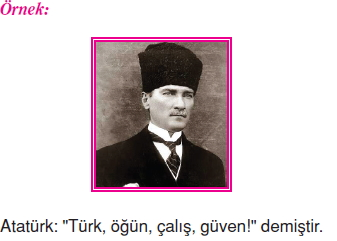 Örnek:
Atatürk: "Türk, öğün, çalış, güven!" demiştir.